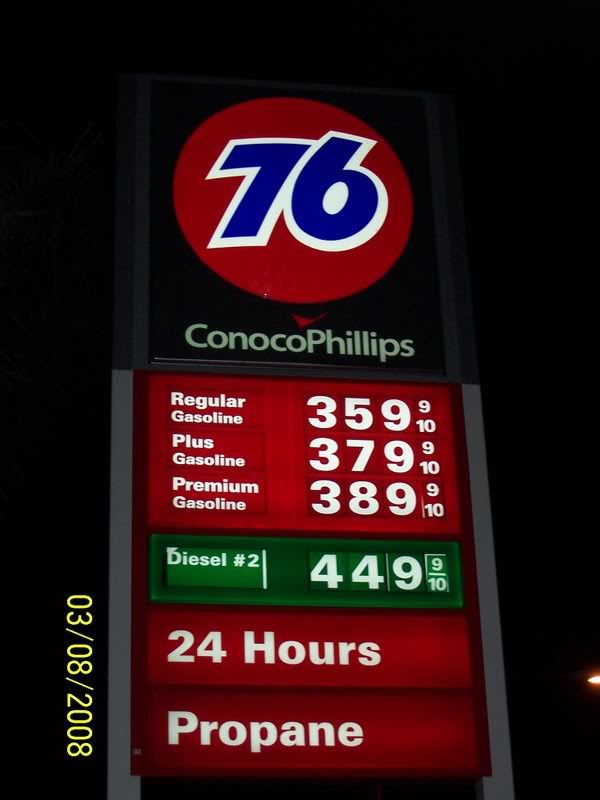 76
ConocoPhillips
Regular
Gasoline
359 9/10
Plus
Gasoline
379 9/10
Premium
Gasoline
389 9/10
Diesel #2
449 9/10
24 Hours
Propane
03/08/2008